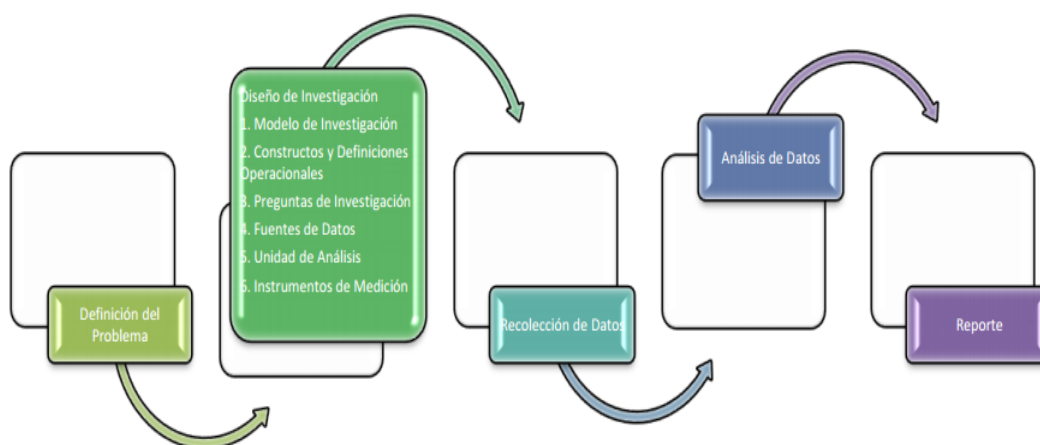 Definición del
Problema
Diseño de Investigación
1. Modelo de Investigación
2. Constructos y Definiciones
Operacionales
3. Preguntas de Investigación
4. Fuentes de Datos
5. Unidad de Análisis
6. Instrumentos de Medición
Recolección de Datos
Análisis de Datos
Reporte